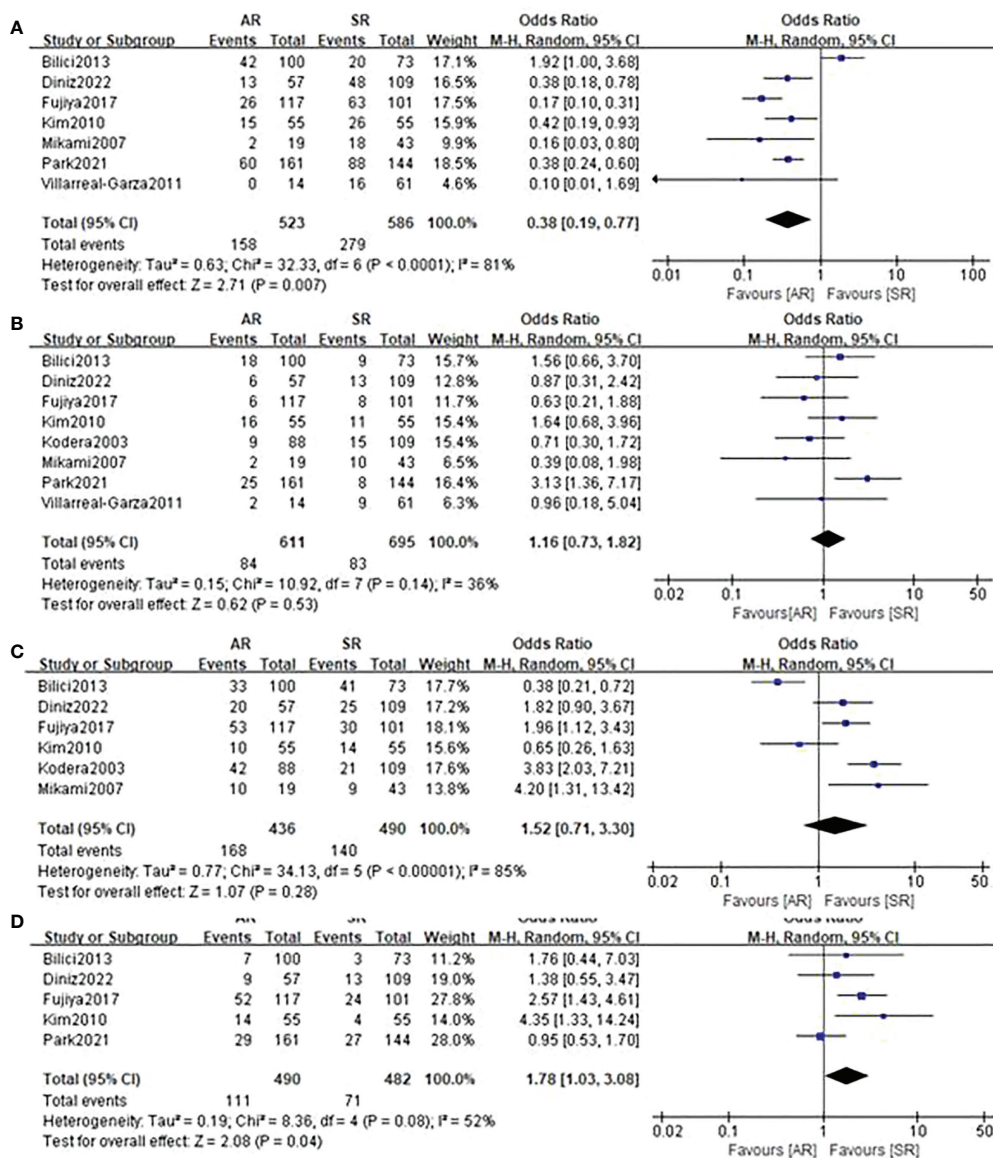 A
AR SR Odds Ratio Odds Ratio
Study or Subgroup Events Total Events Total Weight M-H, Random, 95% CI M-H, Random, 95% CI
Bilici2013 42 100 20 73 17.1% 1.92 [1.00, 3.68]
Diniz2022 13 57 48 109 16.5% 0.38 [0.18, 0.78]
Fujiya2017 26 117 63 101 17.5% 0.17 [0.10, 0.31]
Kim2010 15 55 26 55 15.9% 0.42 [0.19, 0.93]
Mikami2007 2 19 18 43 9.9% 0.16 [0.03, 0.80]
Park2021 60 161 88 144 18.5% 0.38 [0.24, 0.60]
Villarreal-Garza2011 0 14 16 61 4.6% 0.10 [0.01, 1.69]
Total (95% CI) 523 586 100.0% 0.38 [0.19, 0.77]
Total events 158 279
Heterogeneity: Tau² = 0.63; Chi² = 32.33, df = 6 (P < 0.0001); I² = 81%
Test for overall effect: Z = 2.71 (P = 0.007)
0.01 0.1 1 10 100
Favours [AR] Favours [SR]
B
AR SR Odds Ratio Odds Ratio
Study or Subgroup Events Total Events Total Weight M-H, Random, 95% CI M-H, Random, 95% CI
Bilici2013 18 100 9 73 15.7% 1.56 [0.66, 3.70]
Diniz2022 6 57 13 109 12.8% 0.87 [0.31, 2.42]
Fujiya2017 6 117 8 101 11.7% 0.63 [0.21, 1.88]
Kim2010 16 55 11 55 15.4% 1.64 [0.68, 3.96]
Kodera2003 9 88 15 109 15.4% 0.71 [0.30, 1.72]
Mikami2007 2 19 10 43 6.5% 0.39 [0.08, 1.98]
Park2021 25 161 8 144 16.4% 3.13 [1.36, 7.17]
Villarreal-Garza2011 2 14 9 61 6.3% 0.96 [0.18, 5.04]
Total (95% CI) 611 695 100.0% 1.16 [0.73, 1.82]
Total events 84 83
Heterogeneity: Tau² = 0.15; Chi² = 10.92, df = 7 (P = 0.14); I² = 36%
Test for overall effect: Z = 0.62 (P = 0.53)
0.02 0.1 1 10 50
Favours[AR] Favours[SR]
C
AR SR Odds Ratio Odds Ratio
Study or Subgroup Events Total Events Total Weight M-H, Random, 95% CI M-H, Random, 95% CI
Bilici2013 33 100 41 73 17.7% 0.38 [0.21, 0.72]
Diniz2022 20 57 25 109 17.2% 1.82 [0.90, 3.67]
Fujiya2017 53 117 30 101 18.1% 1.96 [1.12, 3.43]
Kim2010 10 55 14 55 15.6% 0.65 [0.26, 1.63]
Kodera2003 42 88 21 109 17.6% 3.83 [2.03, 7.21]
Mikami2007 10 19 9 43 13.8% 4.20 [1.31, 13.42]
Total (95% CI) 436 490 100.0% 1.52 [0.71, 3.30]
Total events 168 140
Heterogeneity: Tau² = 0.77; Chi² = 34.13, df = 5 (P < 0.00001); I² = 85%
Test for overall effect: Z = 1.07 (P = 0.28)
0.02 0.1 1 10 50
Favours [AR] Favours [SR]
D
AR SR Odds Ratio Odds Ratio
Study or Subgroup Events Total Events Total Weight M-H, Random, 95% CI M-H, Random, 95% CI
Bilici2013 7 100 3 73 11.2% 1.76 [0.44, 7.03]
Diniz2022 9 57 13 109 19.0% 1.38 [0.55, 3.47]
Fujiya2017 52 117 24 101 27.8% 2.57 [1.43, 4.61]
Kim2010 14 55 4 55 14.0% 4.35 [1.33, 14.24]
Park2021 29 161 27 144 28.0% 0.95 [0.53, 1.70]
Total (95% CI) 490 482 100.0% 1.78 [1.03, 3.08]
Total events 111 71
Heterogeneity: Tau² = 0.19; Chi² = 8.36, df = 4 (P = 0.08); I² = 52%
Test for overall effect: Z = 2.08 (P = 0.04)
0.02 0.1 1 10 50
Favours [AR] Favours [SR]